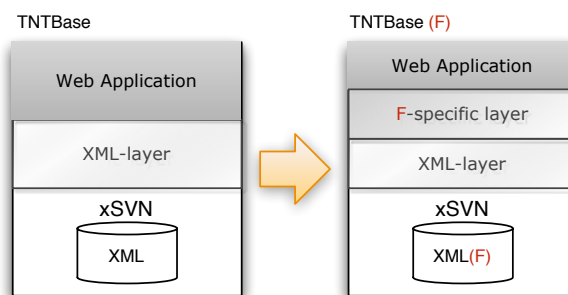 TNTBase
Web Application
XML-layer
xSVN
XML
TNTBase (F)
Web Application
F-specific layer
XML-layer
xSVN
XML(F)